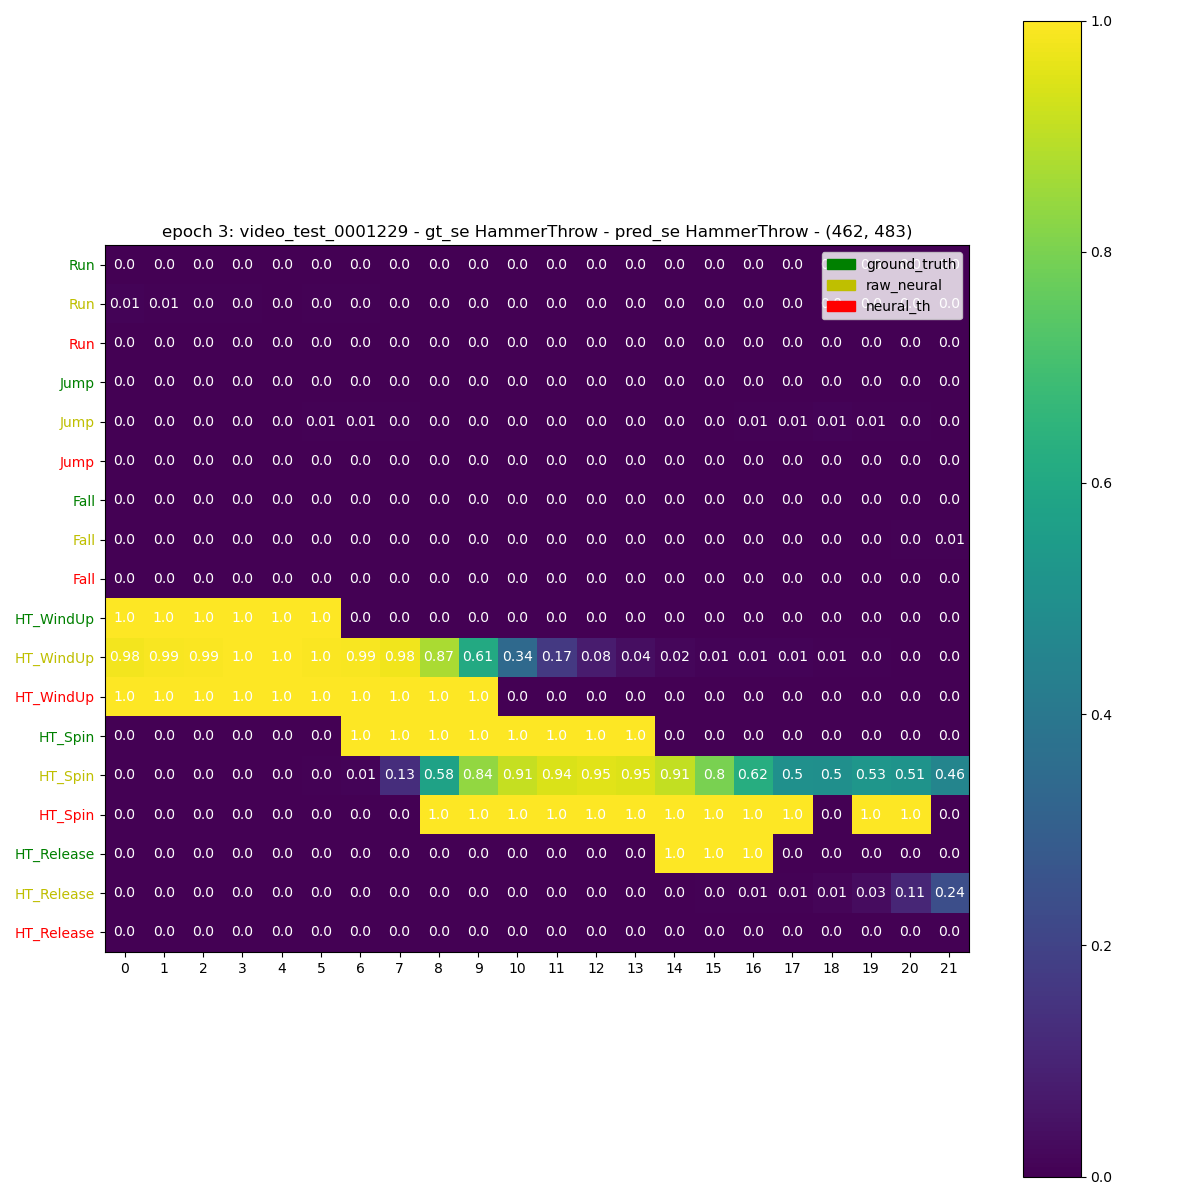 epoch 3: video_test_0001229 - gt_se HammerThrow - pred_se HammerThrow - (462, 483)
ground_truth
raw_neural
neural_th
Run 0.0 0.0 0.0 0.0 0.0 0.0 0.0 0.0 0.0 0.0 0.0 0.0 0.0 0.0 0.0 0.0 0.0 0.0
Run 0.01 0.01 0.0 0.0 0.0 0.0 0.0 0.0 0.0 0.0 0.0 0.0 0.0 0.0 0.0 0.0 0.0 0.0 0.0 0.0 0.0 0.0
Run 0.0 0.0 0.0 0.0 0.0 0.0 0.0 0.0 0.0 0.0 0.0 0.0 0.0 0.0 0.0 0.0 0.0 0.0 0.0 0.0 0.0 0.0
Jump 0.0 0.0 0.0 0.0 0.0 0.0 0.0 0.0 0.0 0.0 0.0 0.0 0.0 0.0 0.0 0.0 0.0 0.0 0.0 0.0 0.0 0.0
Jump 0.0 0.0 0.0 0.0 0.0 0.01 0.01 0.0 0.0 0.0 0.0 0.0 0.0 0.0 0.0 0.0 0.01 0.01 0.01 0.01 0.0 0.0
Jump 0.0 0.0 0.0 0.0 0.0 0.0 0.0 0.0 0.0 0.0 0.0 0.0 0.0 0.0 0.0 0.0 0.0 0.0 0.0 0.0 0.0 0.0
Fall 0.0 0.0 0.0 0.0 0.0 0.0 0.0 0.0 0.0 0.0 0.0 0.0 0.0 0.0 0.0 0.0 0.0 0.0 0.0 0.0 0.0 0.0
Fall 0.0 0.0 0.0 0.0 0.0 0.0 0.0 0.0 0.0 0.0 0.0 0.0 0.0 0.0 0.0 0.0 0.0 0.0 0.0 0.0 0.0 0.01
Fall 0.0 0.0 0.0 0.0 0.0 0.0 0.0 0.0 0.0 0.0 0.0 0.0 0.0 0.0 0.0 0.0 0.0 0.0 0.0 0.0 0.0 0.0
HT_WindUp 1.0 1.0 1.0 1.0 1.0 1.0 0.0 0.0 0.0 0.0 0.0 0.0 0.0 0.0 0.0 0.0 0.0 0.0 0.0 0.0 0.0 0.0
HT_WindUp 0.98 0.99 0.99 1.0 1.0 1.0 0.99 0.98 0.87 0.61 0.34 0.17 0.08 0.04 0.02 0.01 0.01 0.01 0.01 0.0 0.0 0.0
HT_WindUp 1.0 1.0 1.0 1.0 1.0 1.0 1.0 1.0 1.0 1.0 0.0 0.0 0.0 0.0 0.0 0.0 0.0 0.0 0.0 0.0 0.0 0.0
HT_Spin 0.0 0.0 0.0 0.0 0.0 0.0 1.0 1.0 1.0 1.0 1.0 1.0 1.0 1.0 0.0 0.0 0.0 0.0 0.0 0.0 0.0 0.0
HT_Spin 0.0 0.0 0.0 0.0 0.0 0.0 0.01 0.13 0.58 0.84 0.91 0.94 0.95 0.95 0.91 0.8 0.62 0.5 0.5 0.53 0.51 0.46
HT_Spin 0.0 0.0 0.0 0.0 0.0 0.0 0.0 0.0 1.0 1.0 1.0 1.0 1.0 1.0 1.0 1.0 1.0 1.0 0.0 1.0 1.0 0.0
HT_Release 0.0 0.0 0.0 0.0 0.0 0.0 0.0 0.0 0.0 0.0 0.0 0.0 0.0 0.0 1.0 1.0 1.0 0.0 0.0 0.0 0.0 0.0
HT_Release 0.0 0.0 0.0 0.0 0.0 0.0 0.0 0.0 0.0 0.0 0.0 0.0 0.0 0.0 0.0 0.0 0.01 0.01 0.01 0.03 0.11 0.24
HT_Release 0.0 0.0 0.0 0.0 0.0 0.0 0.0 0.0 0.0 0.0 0.0 0.0 0.0 0.0 0.0 0.0 0.0 0.0 0.0 0.0 0.0 0.0
0 1 2 3 4 5 6 7 8 9 10 11 12 13 14 15 16 17 18 19 20 21
1.0
0.8
0.6
0.4
0.2
0.0